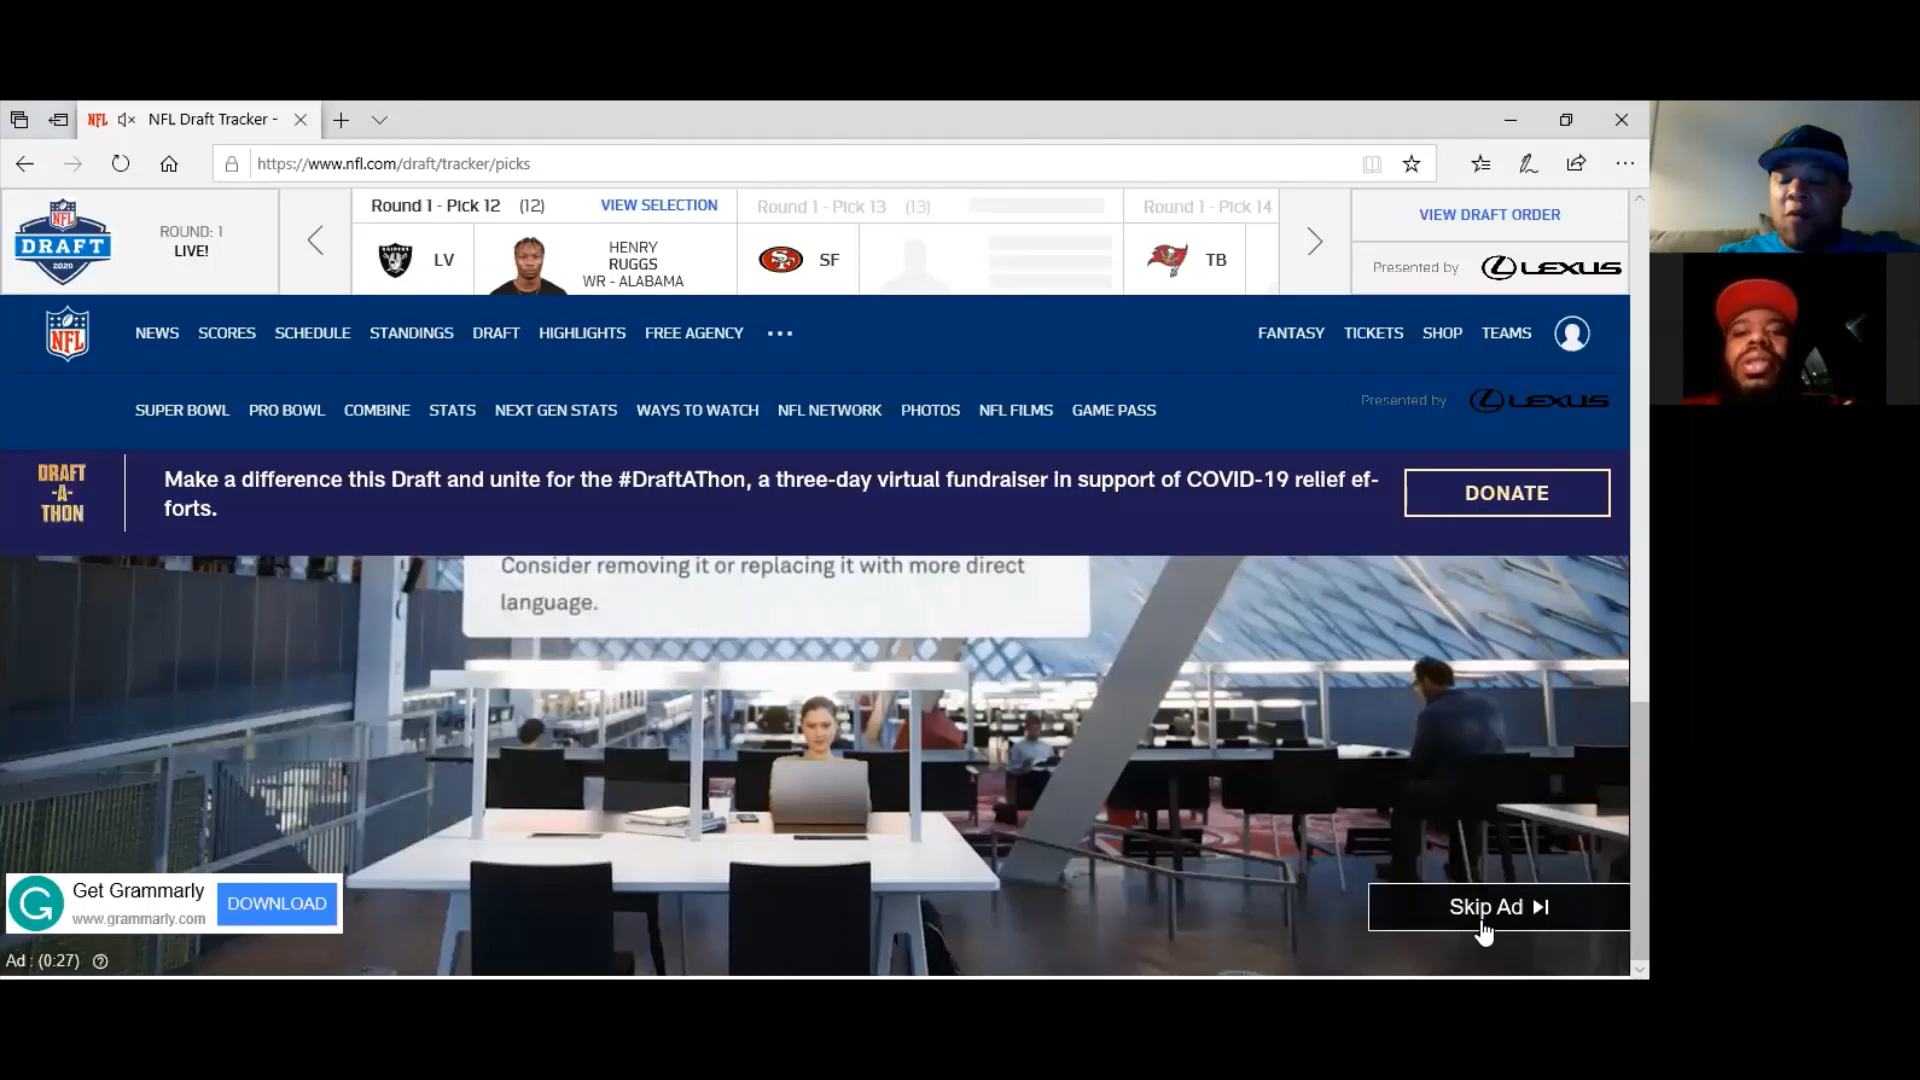 NFL NFL Draft Tracker -
https://www.nfl.com/draft/tracker/picks
NFL
DRAFT
2020
ROUND: 1
LIVE!
Round 1 - Pick 12 (12) VIEW SELECTION
RAIDERS
LV
HENRY
RUGGS
WR - ALABAMA
Round 1 - Pick 13 (13)
SF
SF
Round 1 - Pick 14
TB
VIEW DRAFT ORDER
Presented by LEXUS
NFL
NEWS SCORES SCHEDULE STANDINGS DRAFT HIGHLIGHTS FREE AGENCY ...
FANTASY TICKETS SHOP TEAMS
SUPER BOWL PRO BOWL COMBINE STATS NEXT GEN STATS WAYS TO WATCH NFL NETWORK PHOTOS NFL FILMS GAME PASS
Presented by LEXUS
DRAFT
-A-
THON
Make a difference this Draft and unite for the #DraftAThon, a three-day virtual fundraiser in support of COVID-19 relief ef-
forts.
DONATE
Consider removing it or replacing it with more direct
language.
G
Get Grammarly
www.grammarly.com
DOWNLOAD
Skip Ad
Ad : (0:27) ?